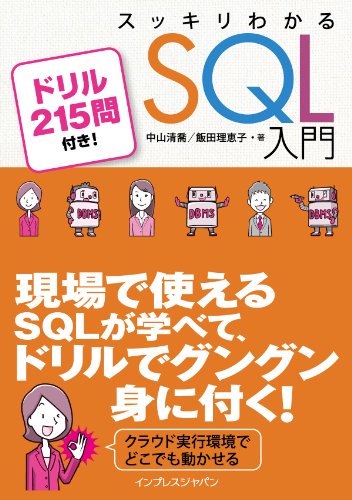 スッキリわかる
SQL
入門
ドリル
215問
付き!
中山清喬/飯田理恵子・著
DBMS
DBMS
DBMS
現場で使える
SQLが学べて、
ドリルでグングン
身に付く!
クラウド実行環境で
どこでも動かせる
インプレスジャパン